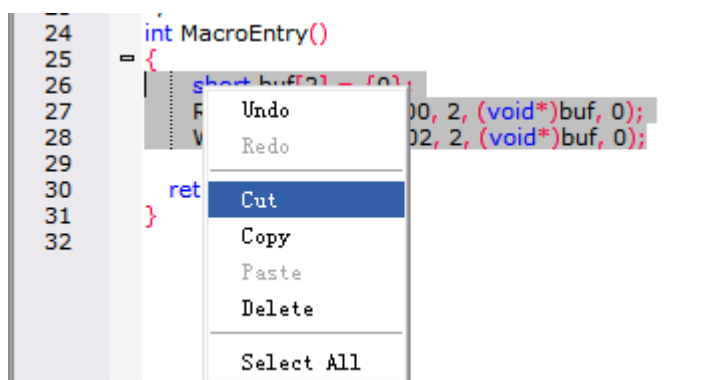 24 int MacroEntry()
25 {
26 short buf[2] = {0};
27 00, 2, (void*)buf, 0);
28 02, 2, (void*)buf, 0);
29
30 ret
31 }
32
Undo
Redo
Cut
Copy
Paste
Delete
Select All